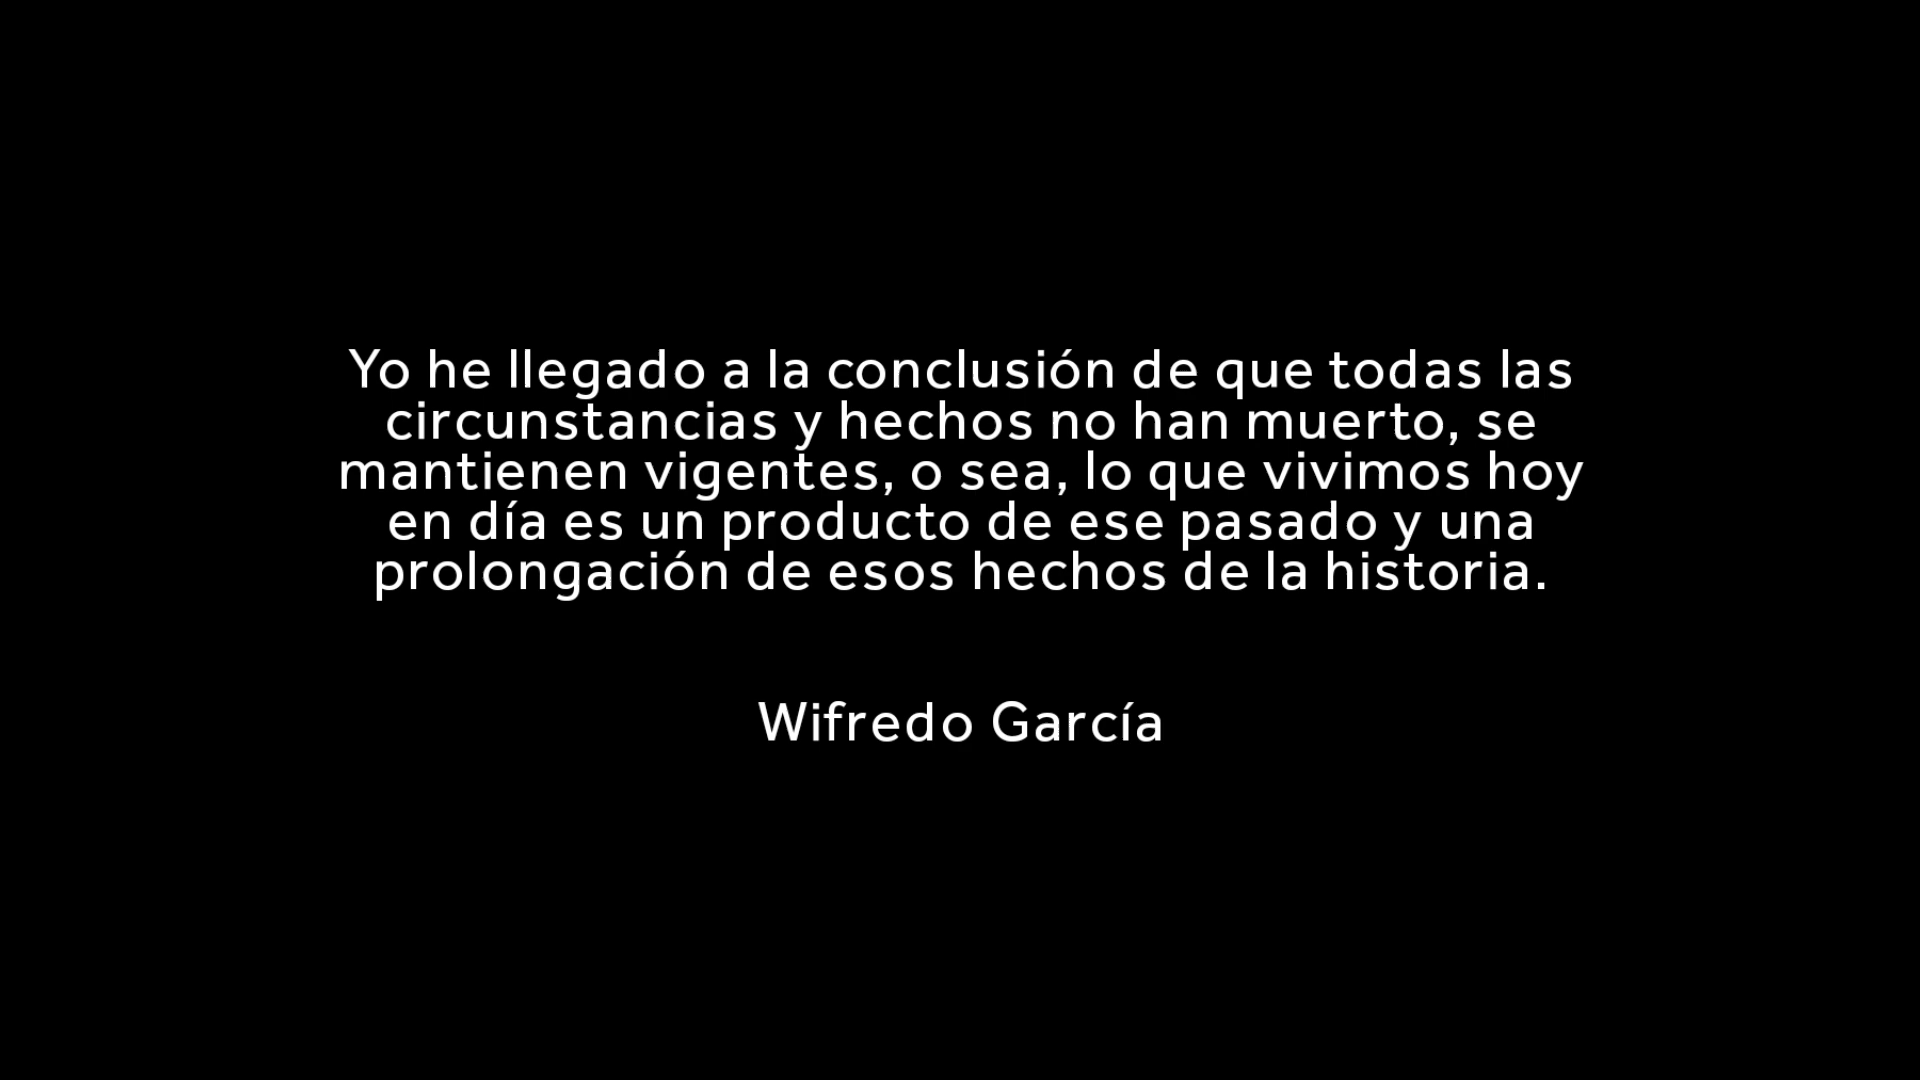 Yo he llegado a la conclusión de que todas las
circunstancias y hechos no han muerto, se
mantienen vigentes, o sea, lo que vivimos hoy
en día es un producto de ese pasado y una
prolongación de esos hechos de la historia.
Wifredo García